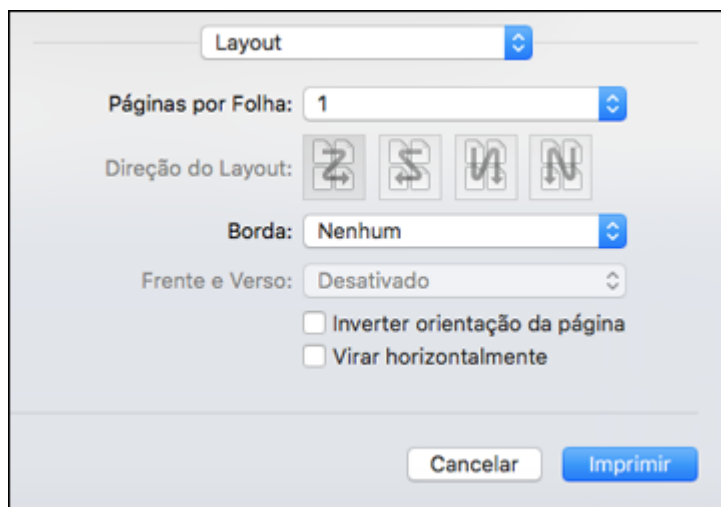 Layout
Páginas por Folha: 1
Direção do Layout:
Borda: Nenhum
Frente e Verso: Desativado
Inverter orientação da página
Virar horizontalmente
Cancelar Imprimir